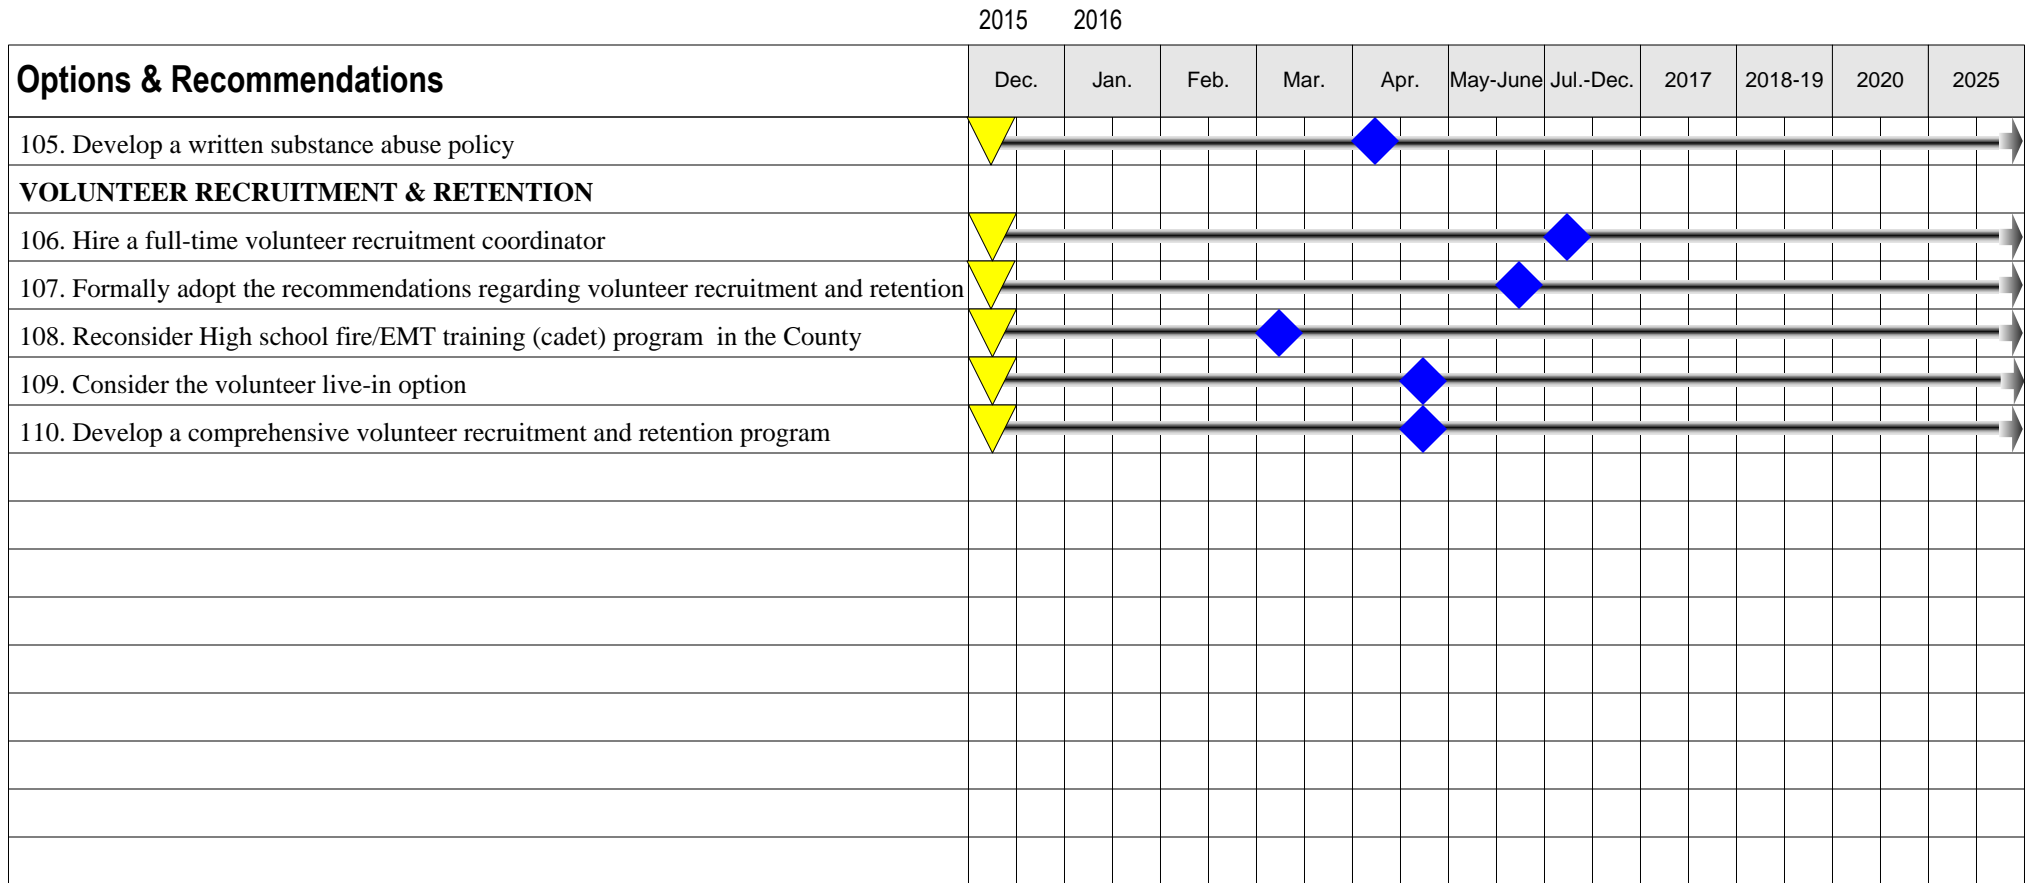 2015 2016
Options & Recommendations Dec. Jan. Feb. Mar. Apr. May-June Jul.-Dec. 2017 2018-19 2020 2025
105. Develop a written substance abuse policy
VOLUNTEER RECRUITMENT & RETENTION
106. Hire a full-time volunteer recruitment coordinator
107. Formally adopt the recommendations regarding volunteer recruitment and retention
108. Reconsider High school fire/EMT training (cadet) program  in the County
109. Consider the volunteer live-in option
110. Develop a comprehensive volunteer recruitment and retention program